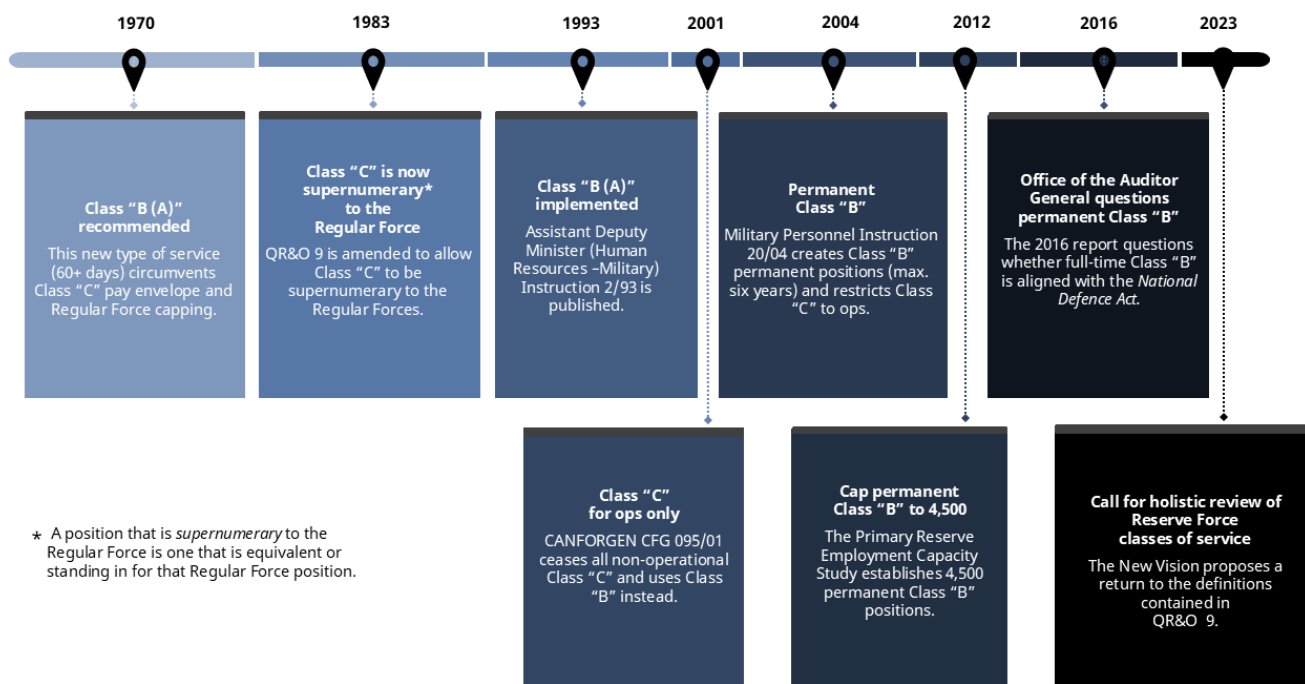 1970
1983
1993
2001
2004
2012
2016
2023
Class “B (A)”
recommended
This new type of service
(60+ days) circumvents
Class “C” pay envelope and
Regular Force capping.
Class “C” is now
supernumerary*
to the
Regular Force
QR&O 9 is amended to allow
Class “C” to be
supernumerary to the
Regular Forces.
Class “B (A)”
implemented
Assistant Deputy
Minister (Human
Resources –Military)
Instruction 2/93 is
published.
Class “C”
for ops only
CANFORGEN CFG 095/01
ceases all non-operational
Class “C” and uses Class
“B” instead.
Permanent
Class “B”
Military Personnel Instruction
20/04 creates Class “B”
permanent positions (max.
six years) and restricts Class
“C” to ops.
Cap permanent
Class “B” to 4,500
The Primary Reserve
Employment Capacity
Study establishes 4,500
permanent Class “B”
positions.
Office of the Auditor
General questions
permanent Class “B”
The 2016 report questions
whether full-time Class “B”
is aligned with the National
Defence Act.
Call for holistic review of
Reserve Force
classes of service
The New Vision proposes a
return to the definitions
contained in
QR&O 9.
* A position that is supernumerary to the
Regular Force is one that is equivalent or
standing in for that Regular Force position.